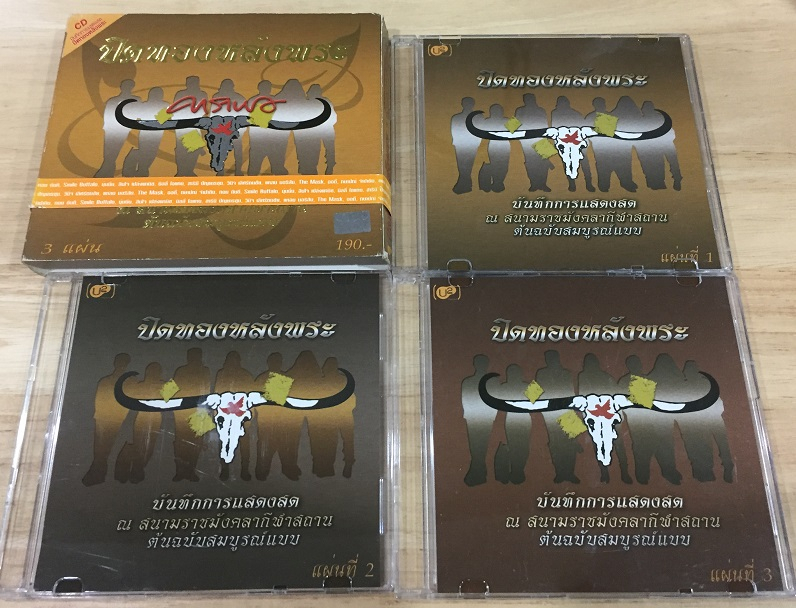 CD
ปิดทองหลังพระ
คาราบาว
3 แผ่น
190.-
U2
ปิดทองหลังพระ
บันทึกการแสดงสด
ณ สนามราชมังคลากีฬาสถาน
ต้นฉบับสมบูรณ์แบบ
แผ่นที่ 1
U2
ปิดทองหลังพระ
บันทึกการแสดงสด
ณ สนามราชมังคลากีฬาสถาน
ต้นฉบับสมบูรณ์แบบ
แผ่นที่ 2
U2
ปิดทองหลังพระ
บันทึกการแสดงสด
ณ สนามราชมังคลากีฬาสถาน
ต้นฉบับสมบูรณ์แบบ
แผ่นที่ 3